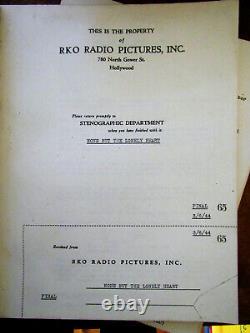 THIS IS THE PROPERTY
of
RKO RADIO PICTURES, INC.
780 North Gower St.
Hollywood
Please return promptly to
STENOGRAPHIC DEPARTMENT
when you have finished with it.
NONE BUT THE LONELY HEART
FINAL 65
3/6/44
3/6/44 65
Received from
RKO RADIO PICTURES, INC.
NONE BUT THE LONELY HEART
FINAL